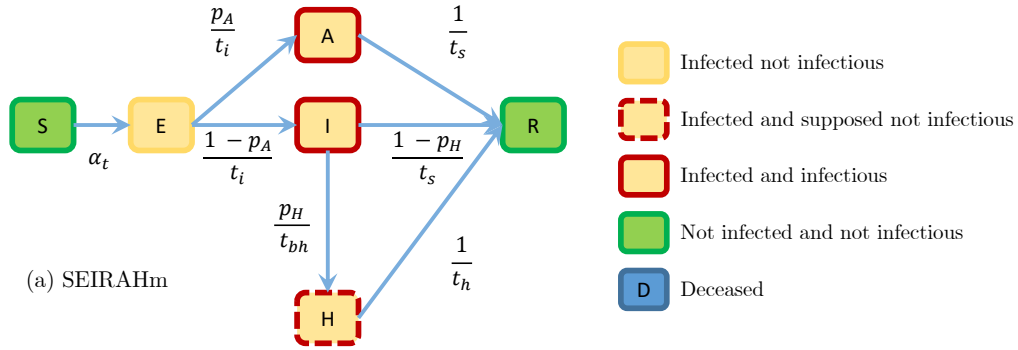 p_A/t_i
1/t_s
A
Infected not infectious
S
E
I
R
Infected and supposed not infectious
α_t
(1 − p_A)/t_i
(1 − p_H)/t_s
Infected and infectious
p_H/t_bh
1/t_h
Not infected and not infectious
(a) SEIRAHm
H
D
Deceased